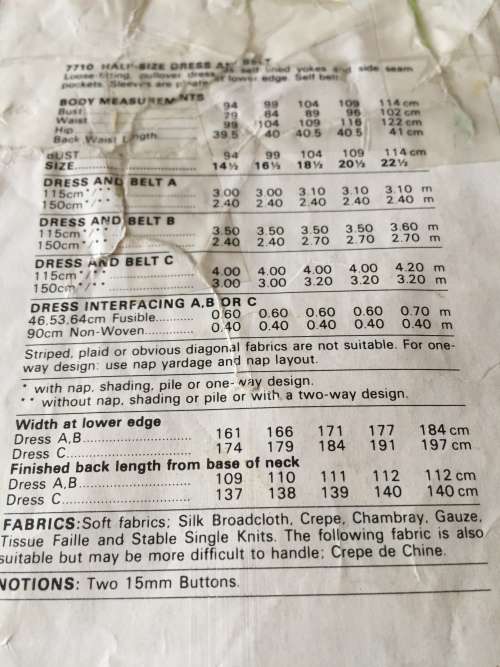 7710 HALF-SIZE DRESS AND BELT
Loose-fitting, pullover dress has self lined yokes and side seam
pockets. Sleeves are pleated at lower edge. Self belt.
BODY MEASUREMENTS
Bust 94 99 104 109 114 cm
Waist 79 84 89 96 102 cm
Hip 99 104 109 116 122 cm
Back Waist Length 39.5 40 40.5 40.5 41 cm
BUST 94 99 104 109 114 cm
SIZE 14½ 16½ 18½ 20½ 22½
DRESS AND BELT A
115cm*/** 3.00 3.00 3.10 3.10 3.10 m
150cm*/** 2.40 2.40 2.40 2.40 2.40 m
DRESS AND BELT B
115cm*/** 3.50 3.50 3.50 3.50 3.60 m
150cm*/** 2.40 2.40 2.70 2.70 2.70 m
DRESS AND BELT C
115cm*/** 4.00 4.00 4.00 4.00 4.20 m
150cm*/** 3.00 3.00 3.20 3.20 3.20 m
DRESS INTERFACING A,B OR C
46,53,64cm Fusible 0.60 0.60 0.60 0.60 0.70 m
90cm Non-Woven 0.40 0.40 0.40 0.40 0.40 m
Striped, plaid or obvious diagonal fabrics are not suitable. For one-
way design: use nap yardage and nap layout.
* with nap. shading, pile or one-way design.
** without nap. shading or pile or with a two-way design.
Width at lower edge
Dress A,B 161 166 171 177 184 cm
Dress C 174 179 184 191 197 cm
Finished back length from base of neck
Dress A,B 109 110 111 112 112 cm
Dress C 137 138 139 140 140 cm
FABRICS: Soft fabrics; Silk Broadcloth, Crepe, Chambray, Gauze,
Tissue Faille and Stable Single Knits. The following fabric is also
suitable but may be more difficult to handle; Crepe de Chine.
NOTIONS: Two 15mm Buttons.